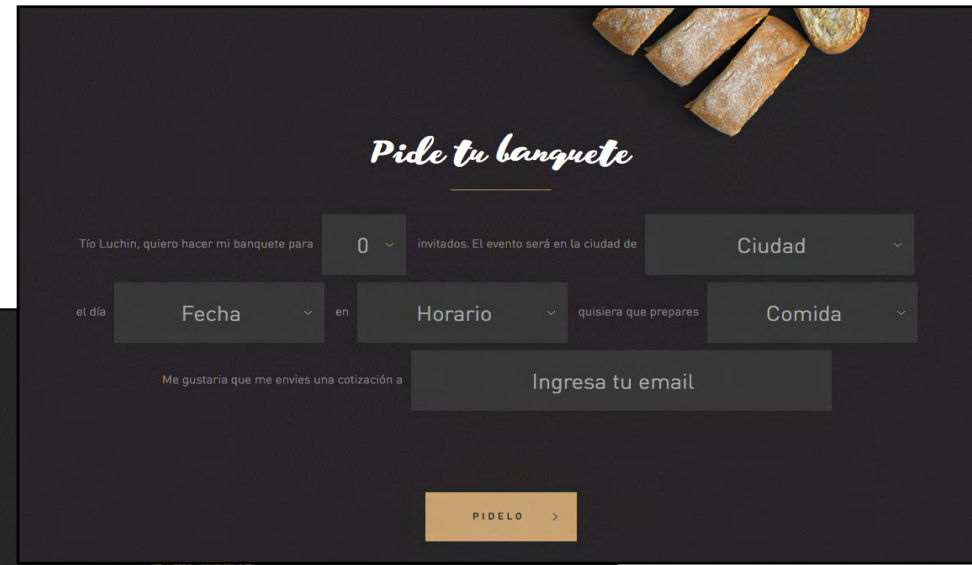 Pide tu banquete
Tío Luchin, quiero hacer mi banquete para 0 invitados. El evento será en la ciudad de Ciudad
el día Fecha en Horario quisiera que prepares Comida
Me gustaria que me envies una cotización a Ingresa tu email
PIDELO